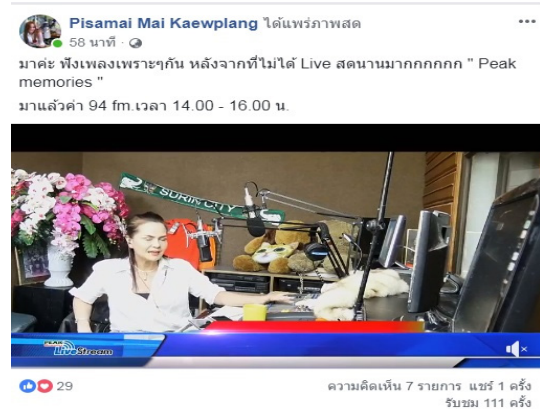 Pisamai Mai Kaewplang ได้แพร่ภาพสด
58 นาที ·
มาค่ะ ฟังเพลงเพราะๆกัน หลังจากที่ไม่ได้ Live สดนานมากกกกกก " Peak
memories "
มาแล้วค่า 94 fm.เวลา 14.00 - 16.00 น.
SURIN CITY
PEAK
LiveStream
29
ความคิดเห็น 7 รายการ แชร์ 1 ครั้ง
รับชม 111 ครั้ง